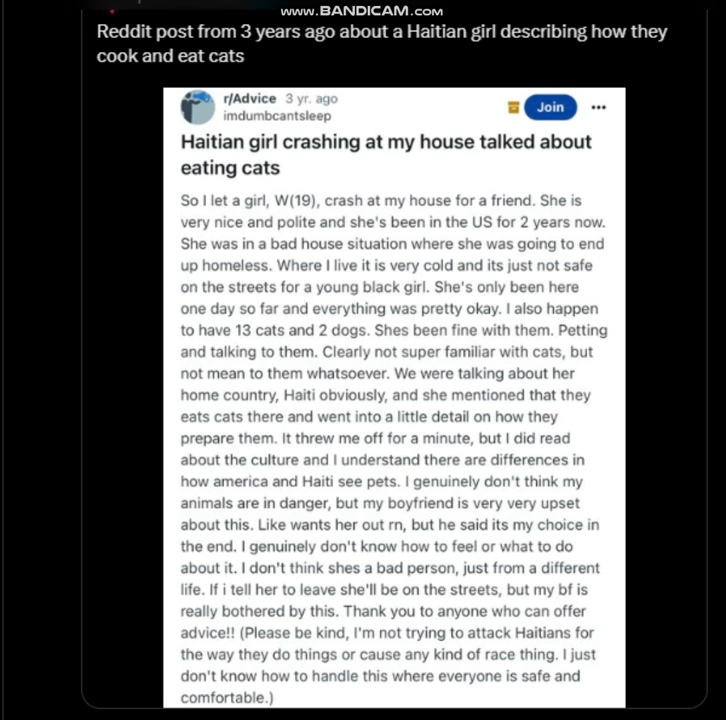 www.BANDICAM.com
Reddit post from 3 years ago about a Haitian girl describing how they
cook and eat cats
r/Advice 3 yr. ago
imdumbcantsleep
Join
Haitian girl crashing at my house talked about
eating cats
So I let a girl, W(19), crash at my house for a friend. She is
very nice and polite and she's been in the US for 2 years now.
She was in a bad house situation where she was going to end
up homeless. Where I live it is very cold and its just not safe
on the streets for a young black girl. She's only been here
one day so far and everything was pretty okay. I also happen
to have 13 cats and 2 dogs. Shes been fine with them. Petting
and talking to them. Clearly not super familiar with cats, but
not mean to them whatsoever. We were talking about her
home country, Haiti obviously, and she mentioned that they
eats cats there and went into a little detail on how they
prepare them. It threw me off for a minute, but I did read
about the culture and I understand there are differences in
how america and Haiti see pets. I genuinely don't think my
animals are in danger, but my boyfriend is very very upset
about this. Like wants her out rn, but he said its my choice in
the end. I genuinely don't know how to feel or what to do
about it. I don't think shes a bad person, just from a different
life. If i tell her to leave she'll be on the streets, but my bf is
really bothered by this. Thank you to anyone who can offer
advice!! (Please be kind, I'm not trying to attack Haitians for
the way they do things or cause any kind of race thing. I just
don't know how to handle this where everyone is safe and
comfortable.)